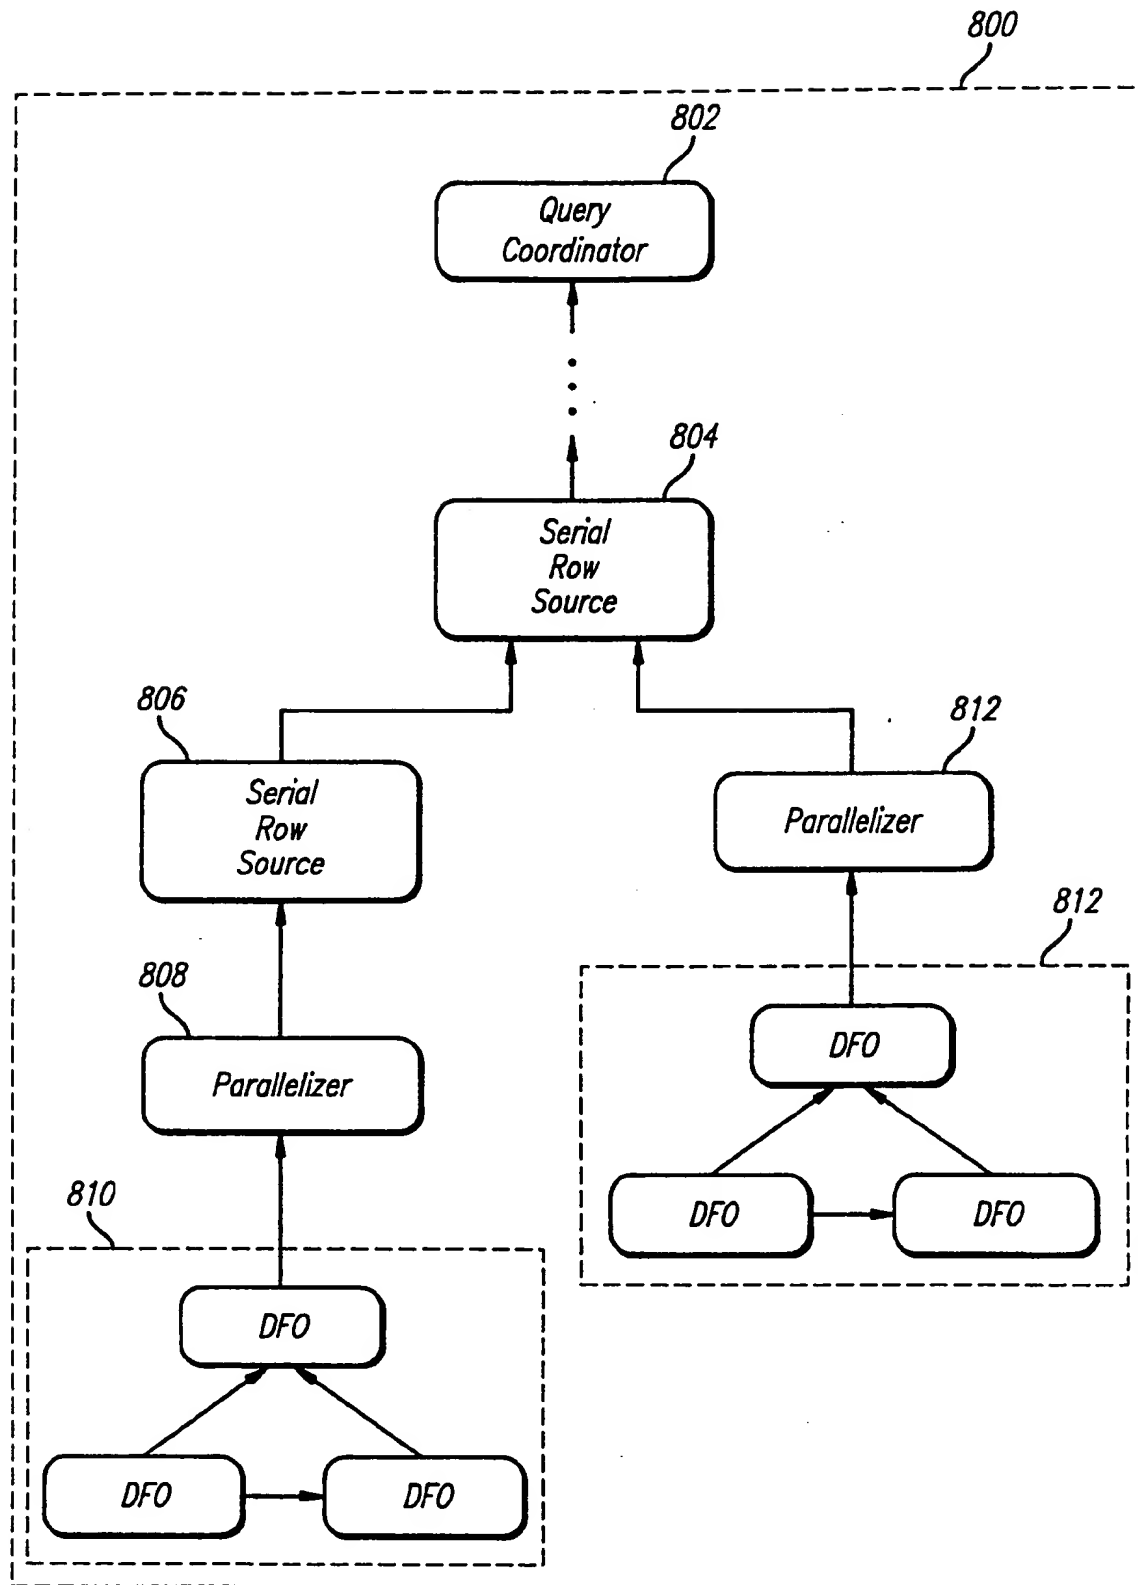 800
802
Query
Coordinator
804
Serial
Row
Source
806
Serial
Row
Source
812
Parallelizer
812
808
Parallelizer
DFO
DFO
DFO
810
DFO
DFO
DFO